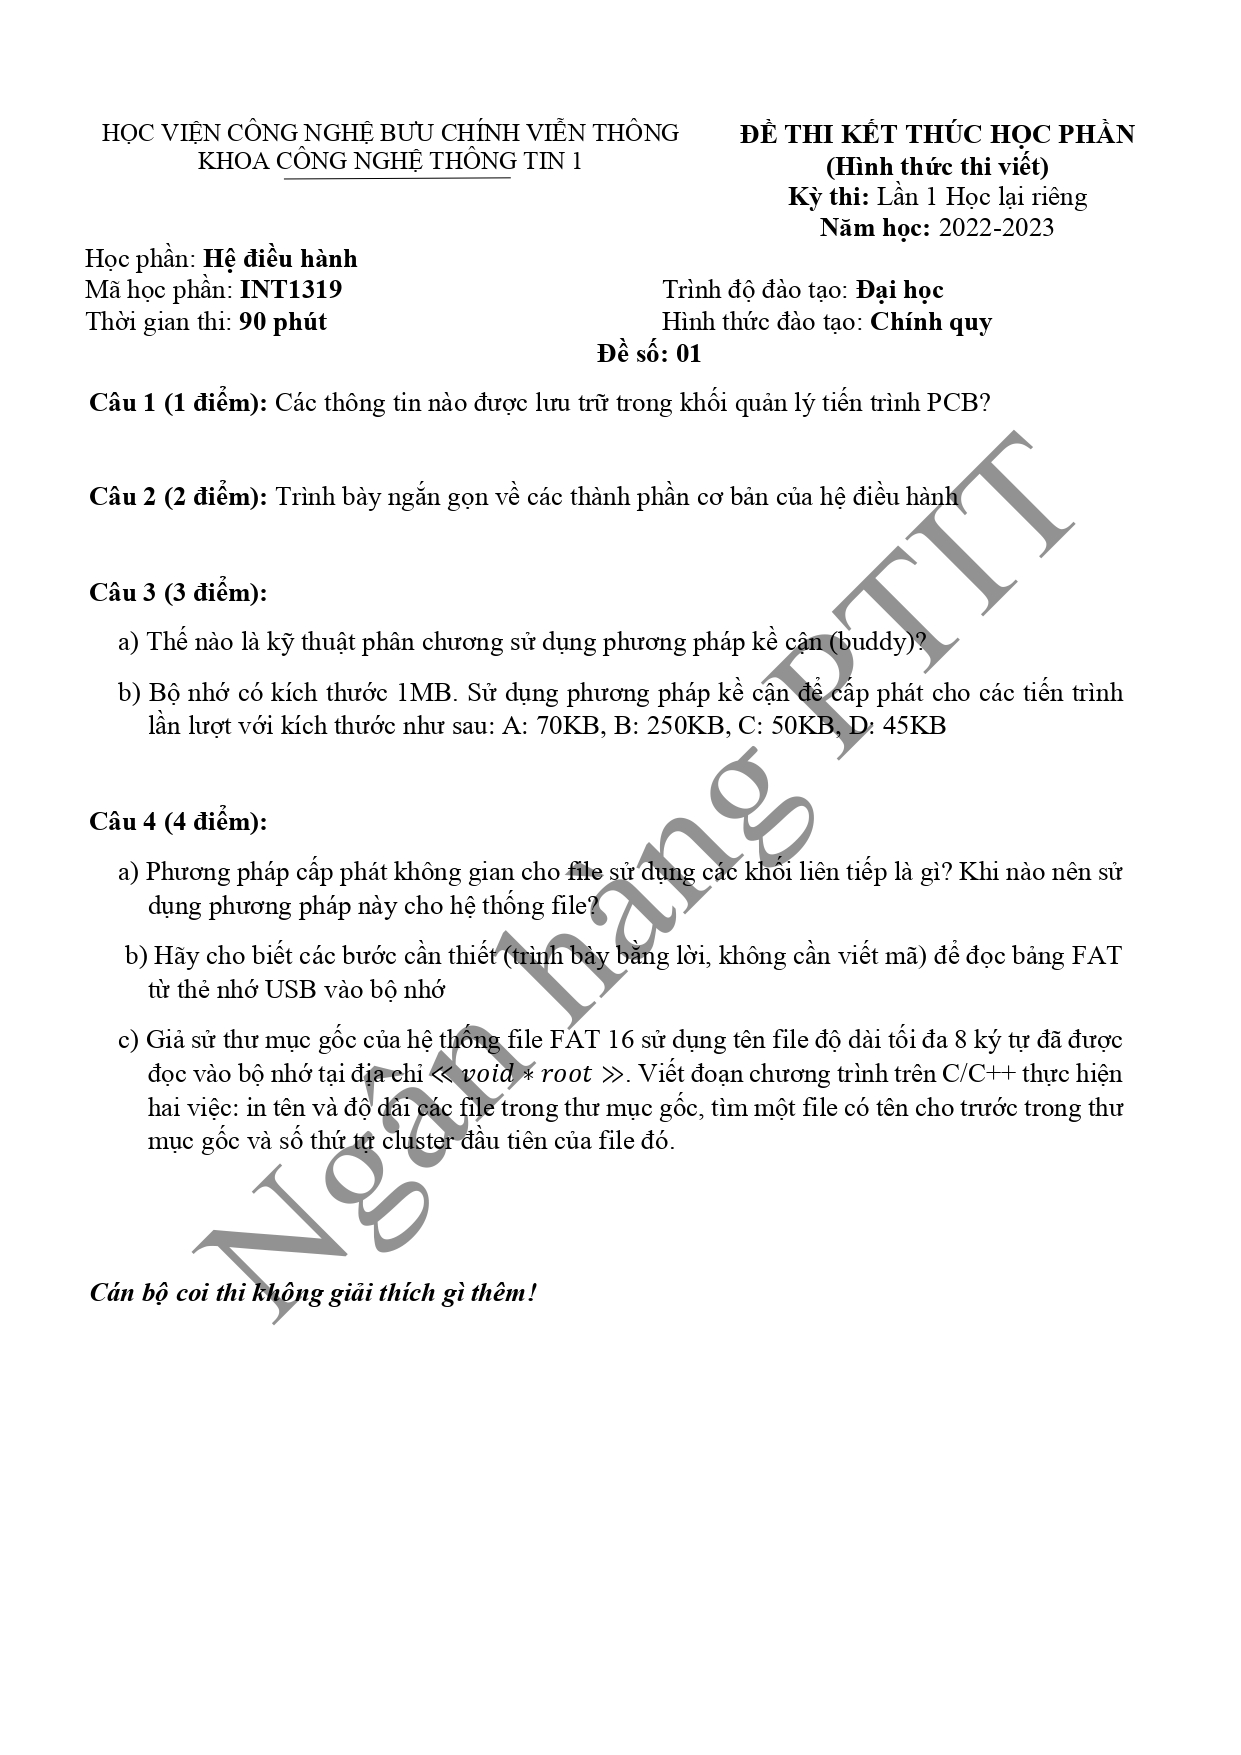 HỌC VIỆN CÔNG NGHỆ BƯU CHÍNH VIỄN THÔNG
KHOA CÔNG NGHỆ THÔNG TIN 1
ĐỀ THI KẾT THÚC HỌC PHẦN
(Hình thức thi viết)
Kỳ thi: Lần 1 Học lại riêng
Năm học: 2022-2023
Học phần: Hệ điều hành
Mã học phần: INT1319
Trình độ đào tạo: Đại học
Thời gian thi: 90 phút
Hình thức đào tạo: Chính quy
Đề số: 01
Câu 1 (1 điểm): Các thông tin nào được lưu trữ trong khối quản lý tiến trình PCB?
Câu 2 (2 điểm): Trình bày ngắn gọn về các thành phần cơ bản của hệ điều hành
Câu 3 (3 điểm):
a) Thế nào là kỹ thuật phân chương sử dụng phương pháp kề cận (buddy)?
b) Bộ nhớ có kích thước 1MB. Sử dụng phương pháp kề cận để cấp phát cho các tiến trình
lần lượt với kích thước như sau: A: 70KB, B: 250KB, C: 50KB, D: 45KB
Câu 4 (4 điểm):
a) Phương pháp cấp phát không gian cho file sử dụng các khối liên tiếp là gì? Khi nào nên sử
dụng phương pháp này cho hệ thống file?
b) Hãy cho biết các bước cần thiết (trình bày bằng lời, không cần viết mã) để đọc bảng FAT
từ thẻ nhớ USB vào bộ nhớ
c) Giả sử thư mục gốc của hệ thống file FAT 16 sử dụng tên file độ dài tối đa 8 ký tự đã được
đọc vào bộ nhớ tại địa chỉ ≪ void ∗ root ≫. Viết đoạn chương trình trên C/C++ thực hiện
hai việc: in tên và độ dài các file trong thư mục gốc, tìm một file có tên cho trước trong thư
mục gốc và số thứ tự cluster đầu tiên của file đó.
Cán bộ coi thi không giải thích gì thêm!
Ngân hàng PTIT